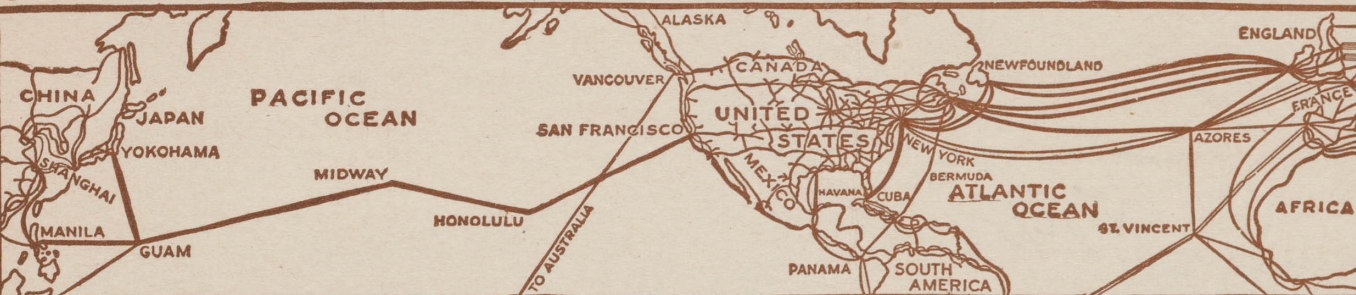 ALASKA
ENGLAND
CANADA
NEWFOUNDLAND
VANCOUVER
CHINA
PACIFIC
OCEAN
FRANCE
JAPAN
UNITED
STATES
SAN FRANCISCO
AZORES
YOKOHAMA
SHANGHAI
NEW YORK
MEXICO
MIDWAY
BERMUDA
HAVANA
CUBA
ATLANTIC
OCEAN
AFRICA
HONOLULU
MANILA
ST. VINCENT
GUAM
TO AUSTRALIA
PANAMA
SOUTH
AMERICA